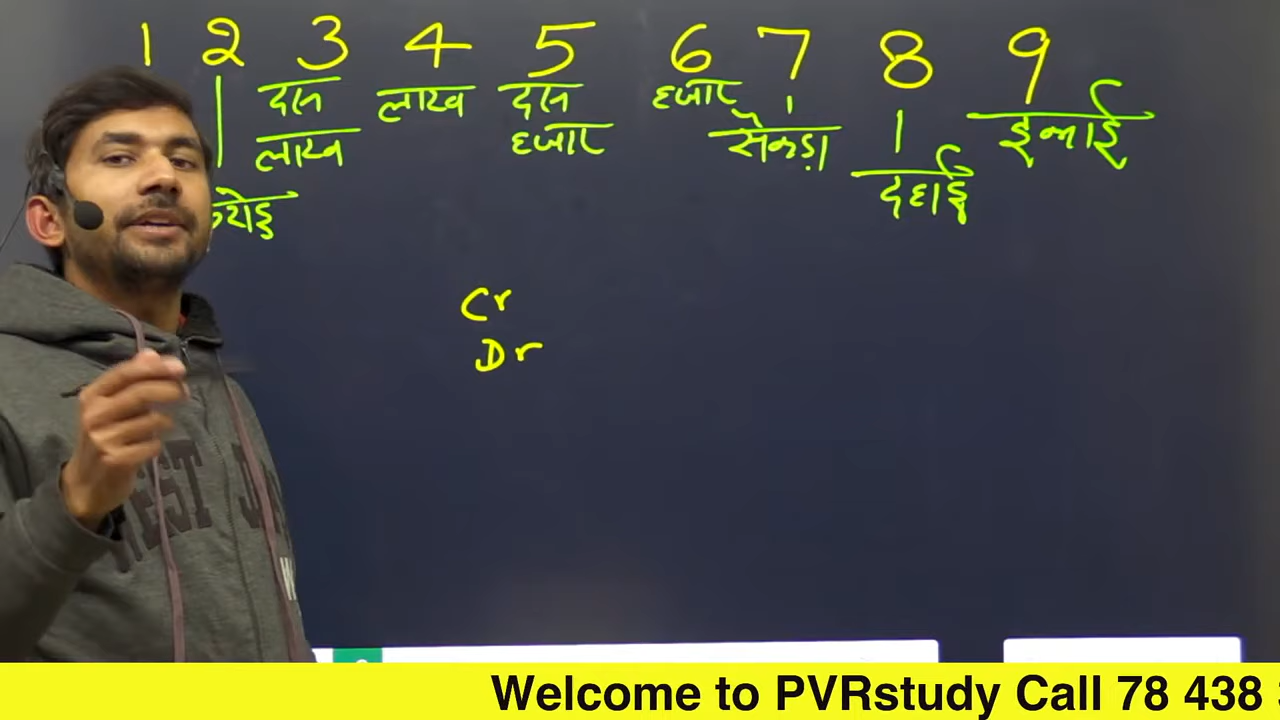 1 2 3 4 5 6 7 8 9
दस लाख दस हजार
लाख हजार सैकड़ा इकाई
दहाई
करोड़
Cr
Dr
Welcome to PVRstudy Call 78 438